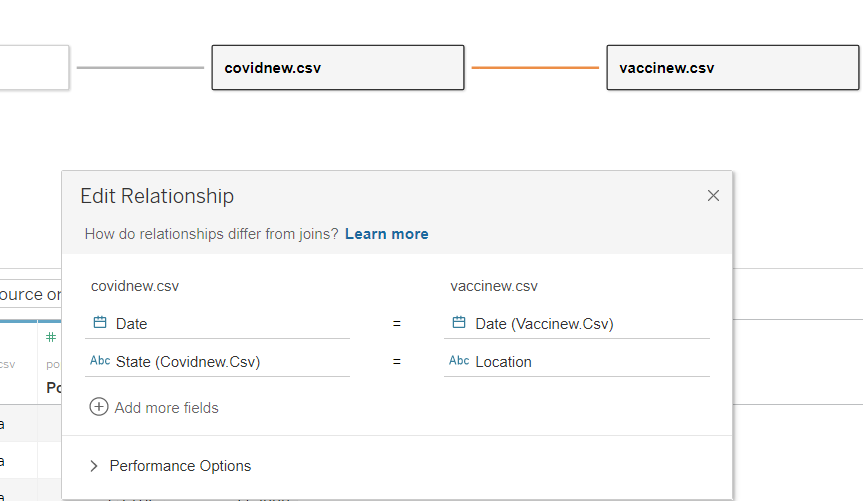 covidnew.csv
vaccinew.csv
Edit Relationship
How do relationships differ from joins? Learn more
covidnew.csv
vaccinew.csv
Date = Date (Vaccinew.Csv)
Abc State (Covidnew.Csv) = Abc Location
Add more fields
Performance Options
ource or
#
csv
po
Po
a
a
a